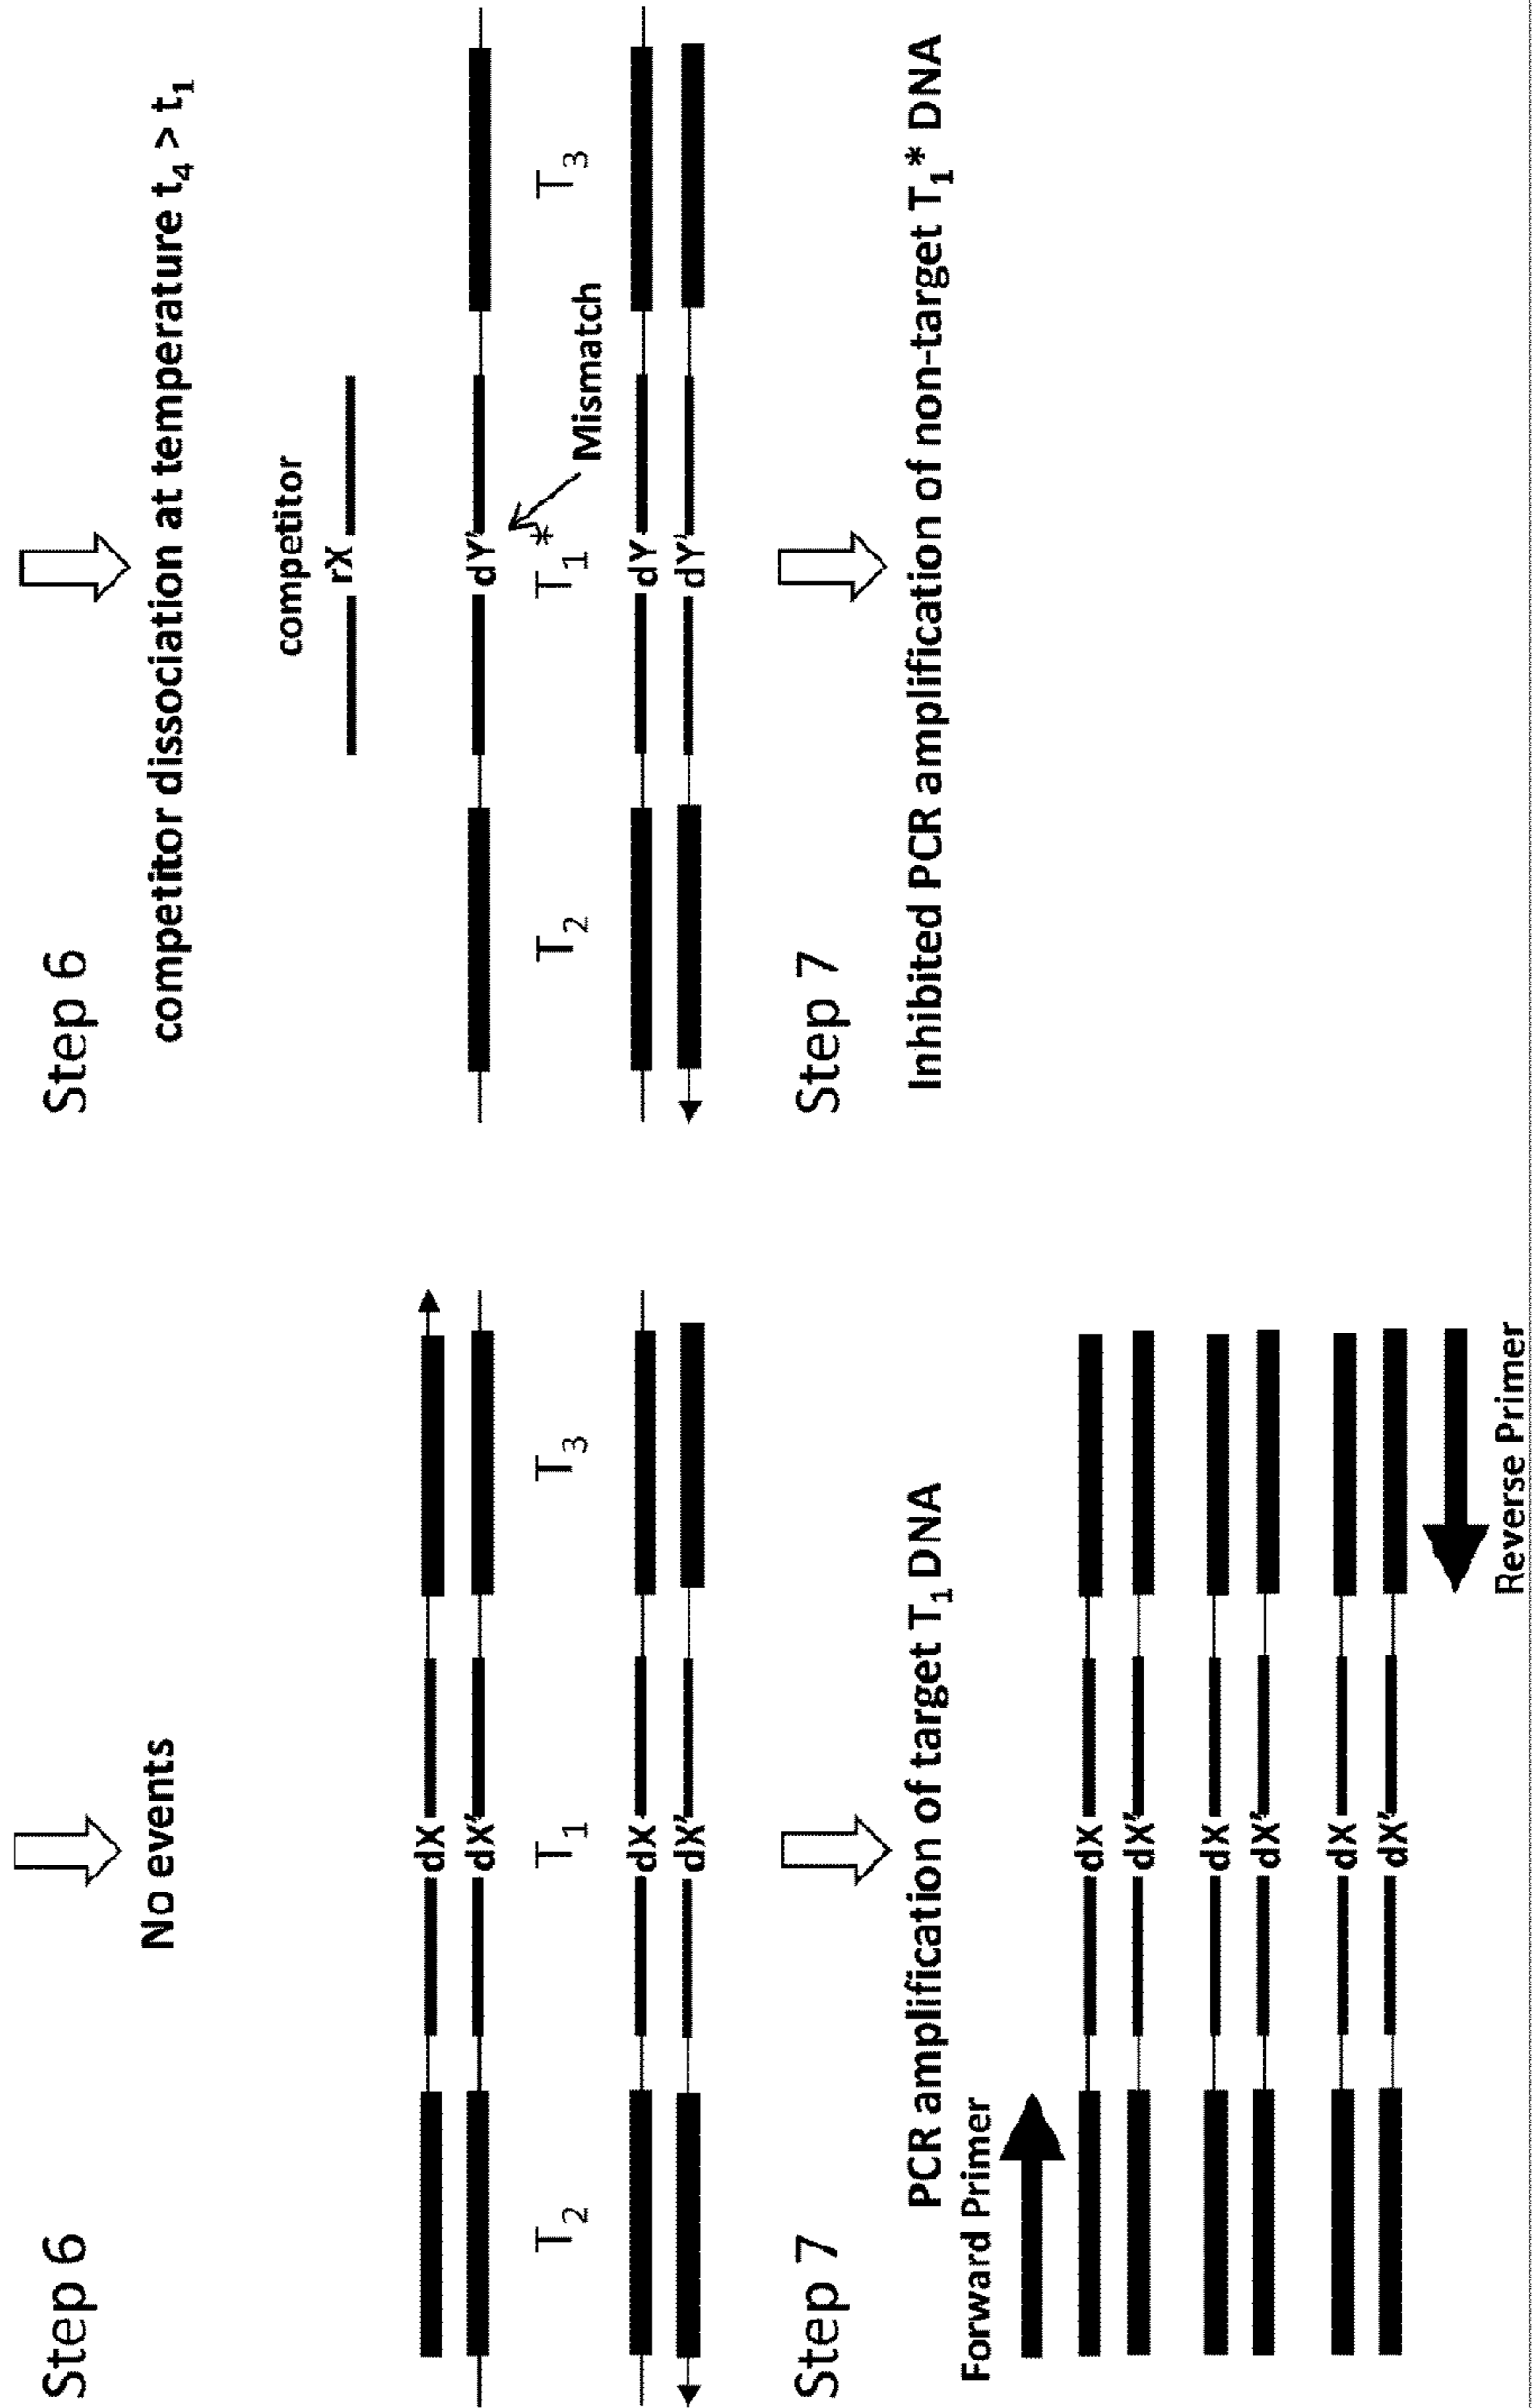 Step 6
No events
dX
dX'
T2 T1 T3
dX
dX'
Step 7
PCR amplification of target T1 DNA
Forward Primer
dX
dX'
dX
dX'
dX
dX'
Reverse Primer
Step 6
competitor dissociation at temperature t4 > t1
competitor
rX
dY'
Mismatch
T2 T1* T3
dY
dY'
Step 7
Inhibited PCR amplification of non-target T1* DNA